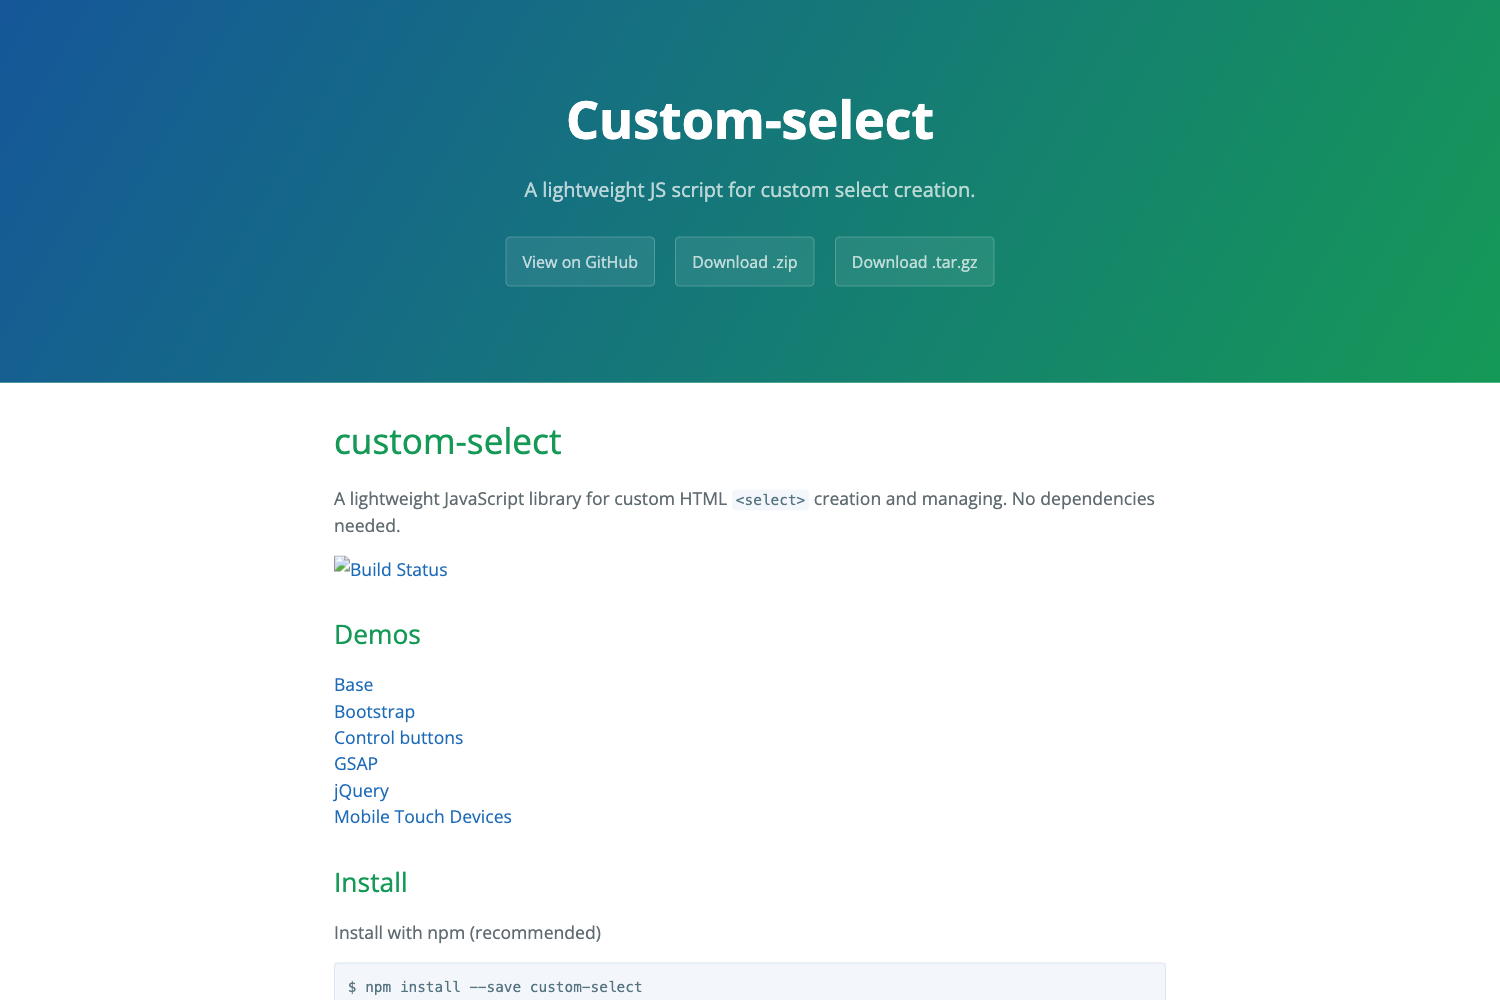 Custom-select
A lightweight JS script for custom select creation.
View on GitHub
Download .zip
Download .tar.gz
custom-select
A lightweight JavaScript library for custom HTML <select> creation and managing. No dependencies
needed.
Build Status
Demos
Base
Bootstrap
Control buttons
GSAP
jQuery
Mobile Touch Devices
Install
Install with npm (recommended)
$ npm install --save custom-select